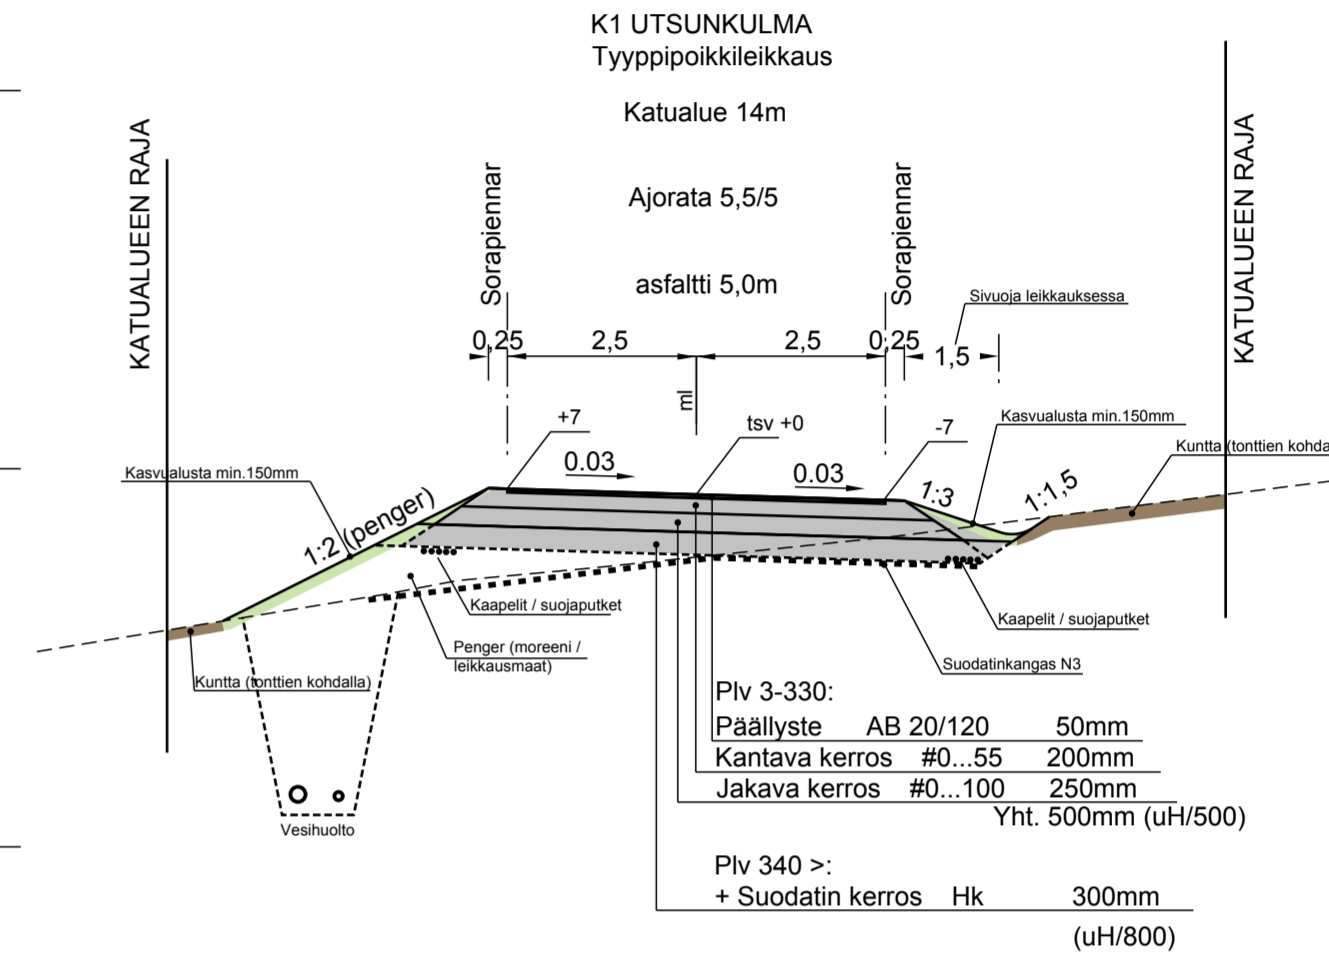 K1 UTSUNKULMA
Tyyppipoikkileikkaus
Katualue 14m
KATUALUEEN RAJA
KATUALUEEN RAJA
Sorapiennar
Ajorata 5,5/5
Sorapiennar
asfaltti 5,0m
Sivuoja leikkauksessa
0,25
2,5
2,5
0,25
1,5
ml
+7
tsv +0
-7
Kasvualusta min.150mm
Kuntta (tonttien kohda
Kasvualusta min.150mm
0.03
0.03
1:3
1:1,5
1:2 (penger)
Kaapelit / suojaputket
Kaapelit / suojaputket
Penger (moreeni /
leikkausmaat)
Suodatinkangas N3
Kuntta (tonttien kohdalla)
Plv 3-330:
Päällyste AB 20/120 50mm
Kantava kerros #0...55 200mm
Jakava kerros #0...100 250mm
Yht. 500mm (uH/500)
Vesihuolto
Plv 340 >:
+ Suodatin kerros Hk 300mm
(uH/800)